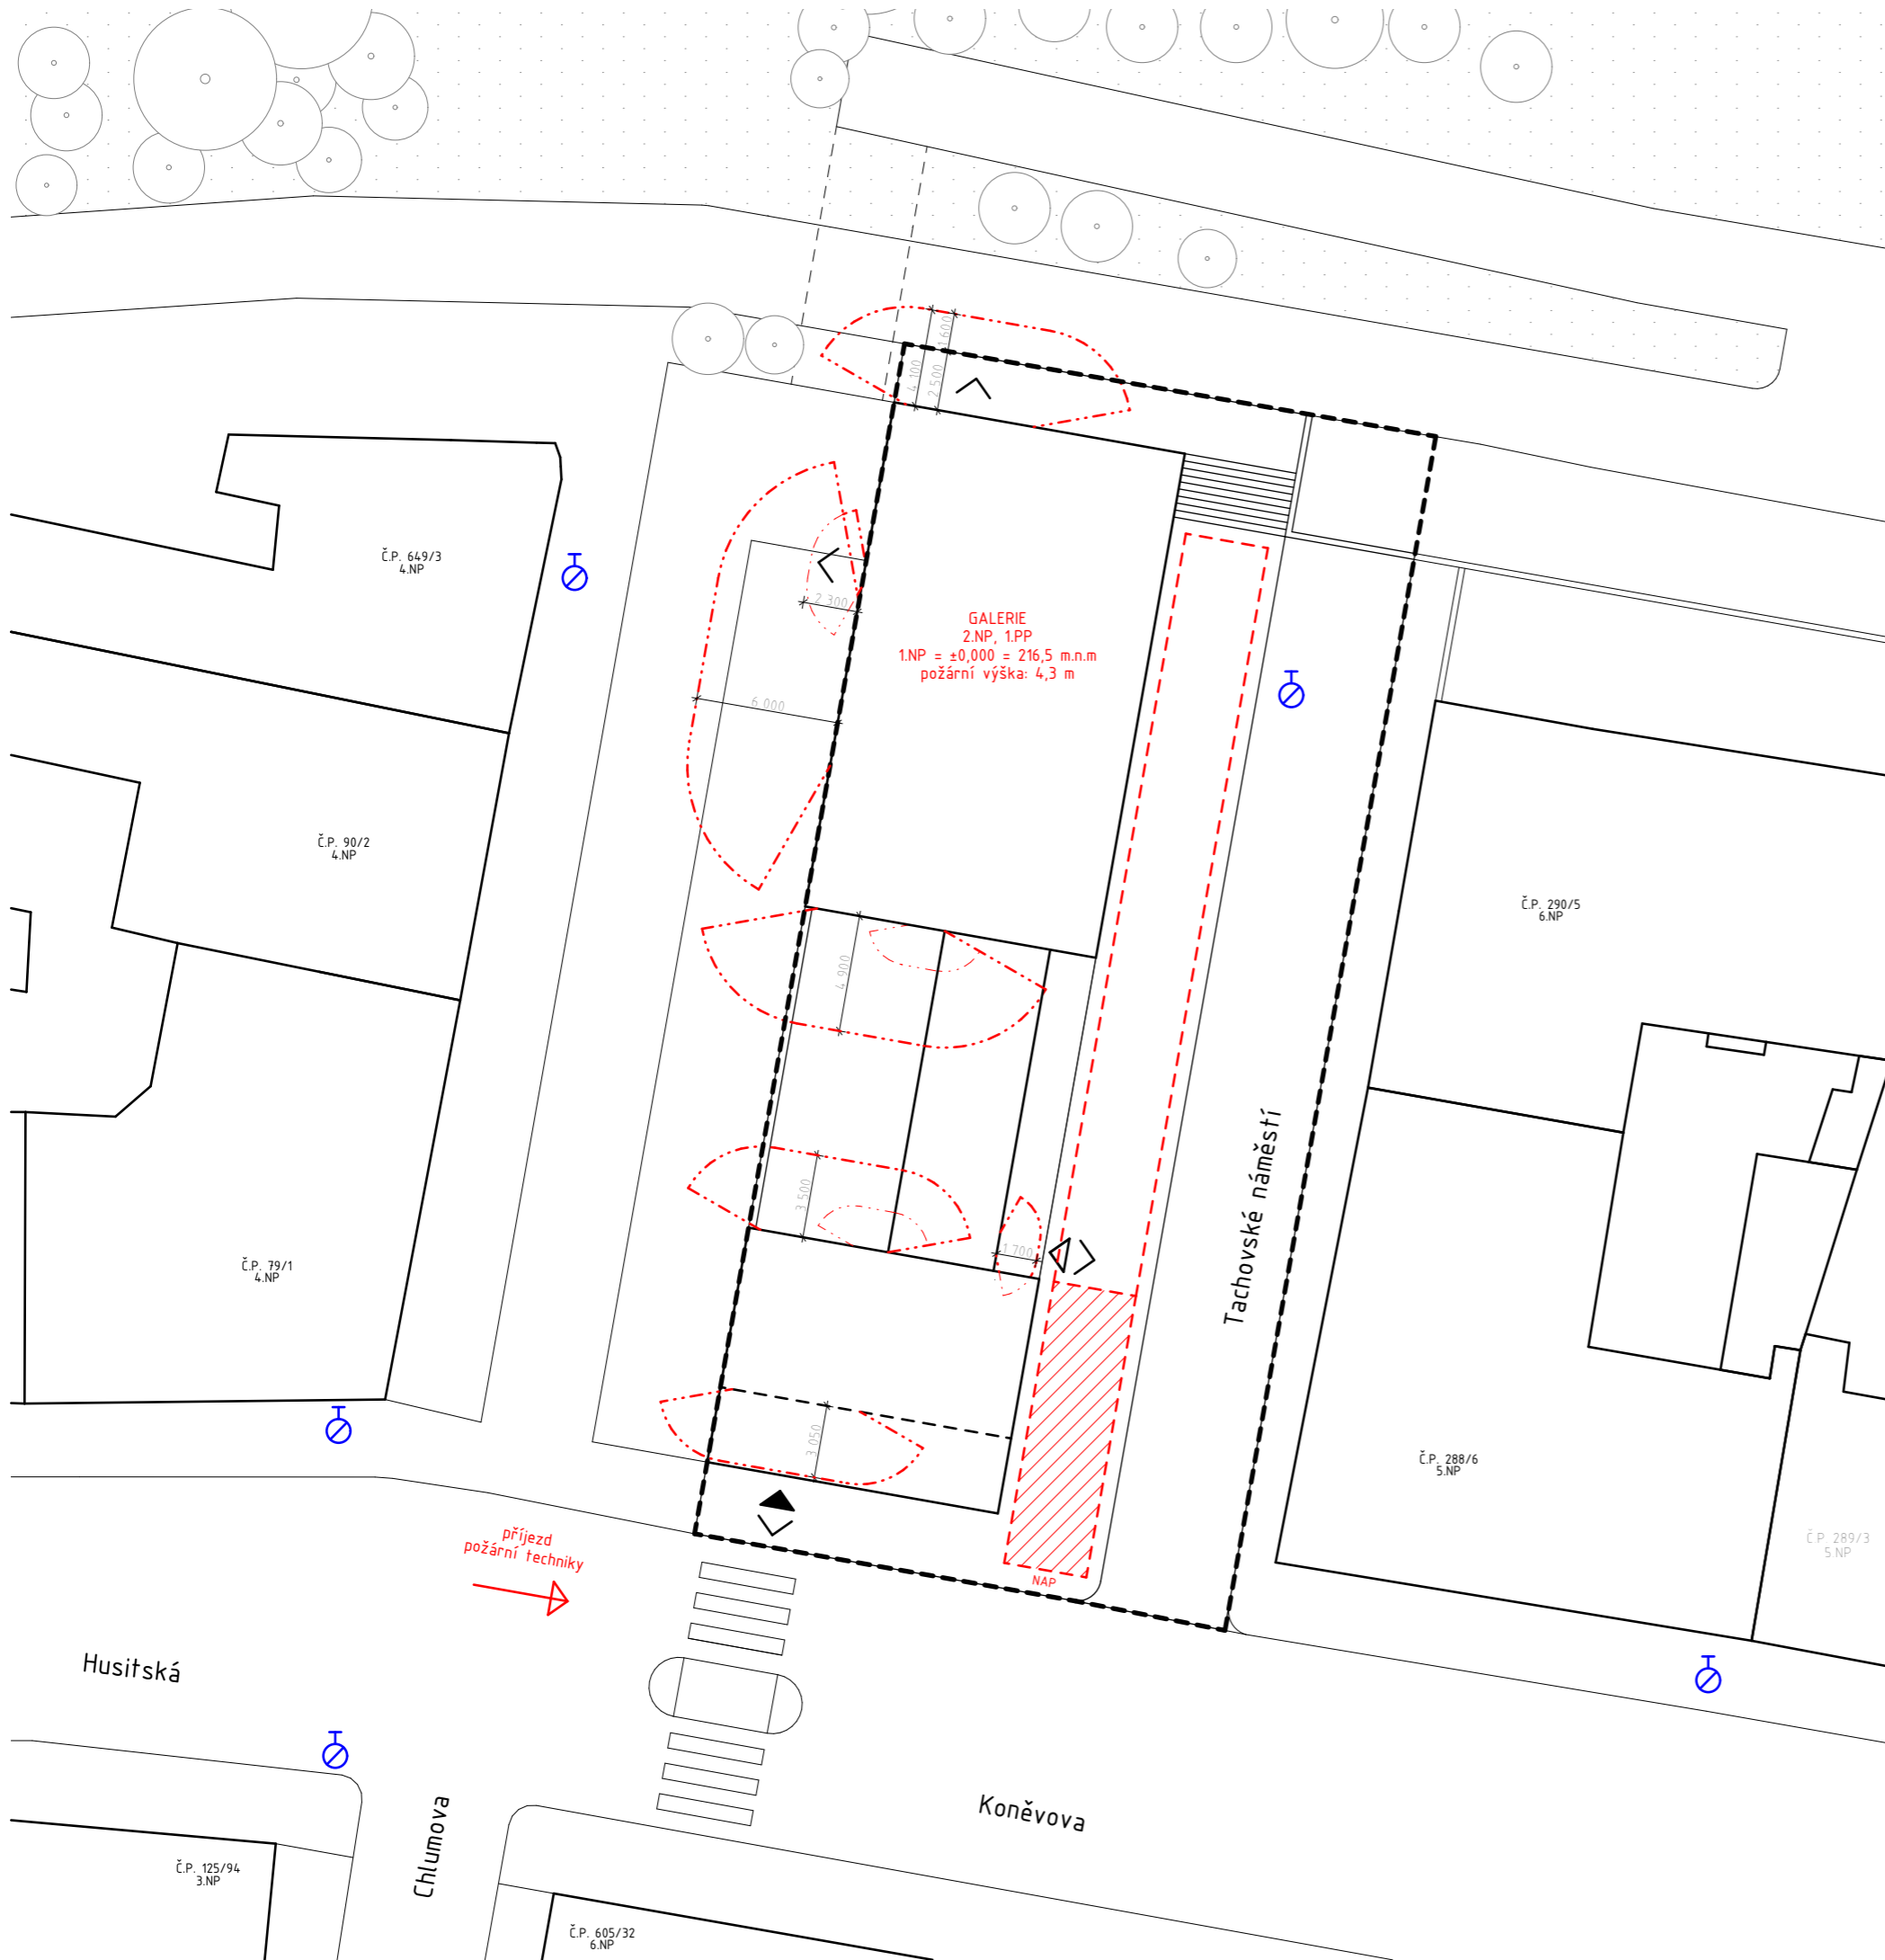 1 600
4 100
2 500
Č.P. 649/3
4.NP
2 300
GALERIE
2.NP, 1.PP
1.NP = ±0,000 = 216,5 m.n.m
požární výška: 4,3 m
6 000
Č.P. 90/2
4.NP
Č.P. 290/5
6.NP
4 900
Tachovské náměstí
3 500
1 700
Č.P. 79/1
4.NP
3 050
Č.P. 288/6
5.NP
Č.P. 289/3
5.NP
příjezd
požární techniky
NAP
Husitská
Koněvova
Chlumova
Č.P. 125/94
3.NP
Č.P. 605/32
6.NP